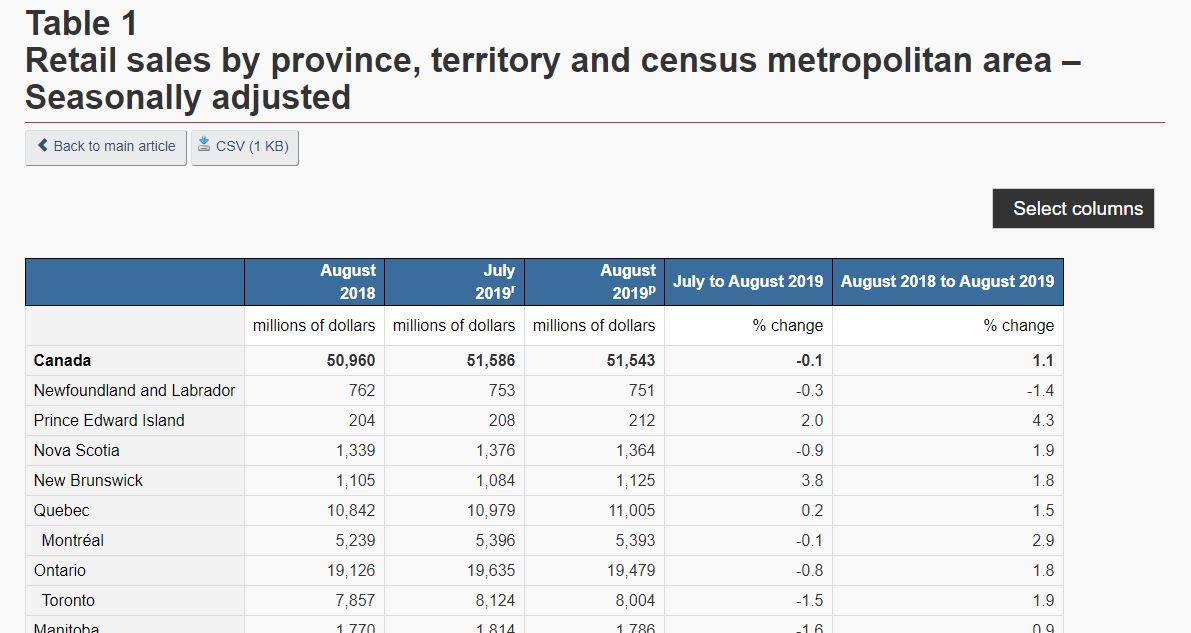 Table 1
Retail sales by province, territory and census metropolitan area –
Seasonally adjusted
Back to main article CSV (1 KB)
Select columns
August 2018 July 2019r August 2019p July to August 2019 August 2018 to August 2019
millions of dollars millions of dollars millions of dollars % change % change
Canada 50,960 51,586 51,543 -0.1 1.1
Newfoundland and Labrador 762 753 751 -0.3 -1.4
Prince Edward Island 204 208 212 2.0 4.3
Nova Scotia 1,339 1,376 1,364 -0.9 1.9
New Brunswick 1,105 1,084 1,125 3.8 1.8
Quebec 10,842 10,979 11,005 0.2 1.5
Montréal 5,239 5,396 5,393 -0.1 2.9
Ontario 19,126 19,635 19,479 -0.8 1.8
Toronto 7,857 8,124 8,004 -1.5 1.9
Manitoba 1,770 1,814 1,786 -1.6 0.9